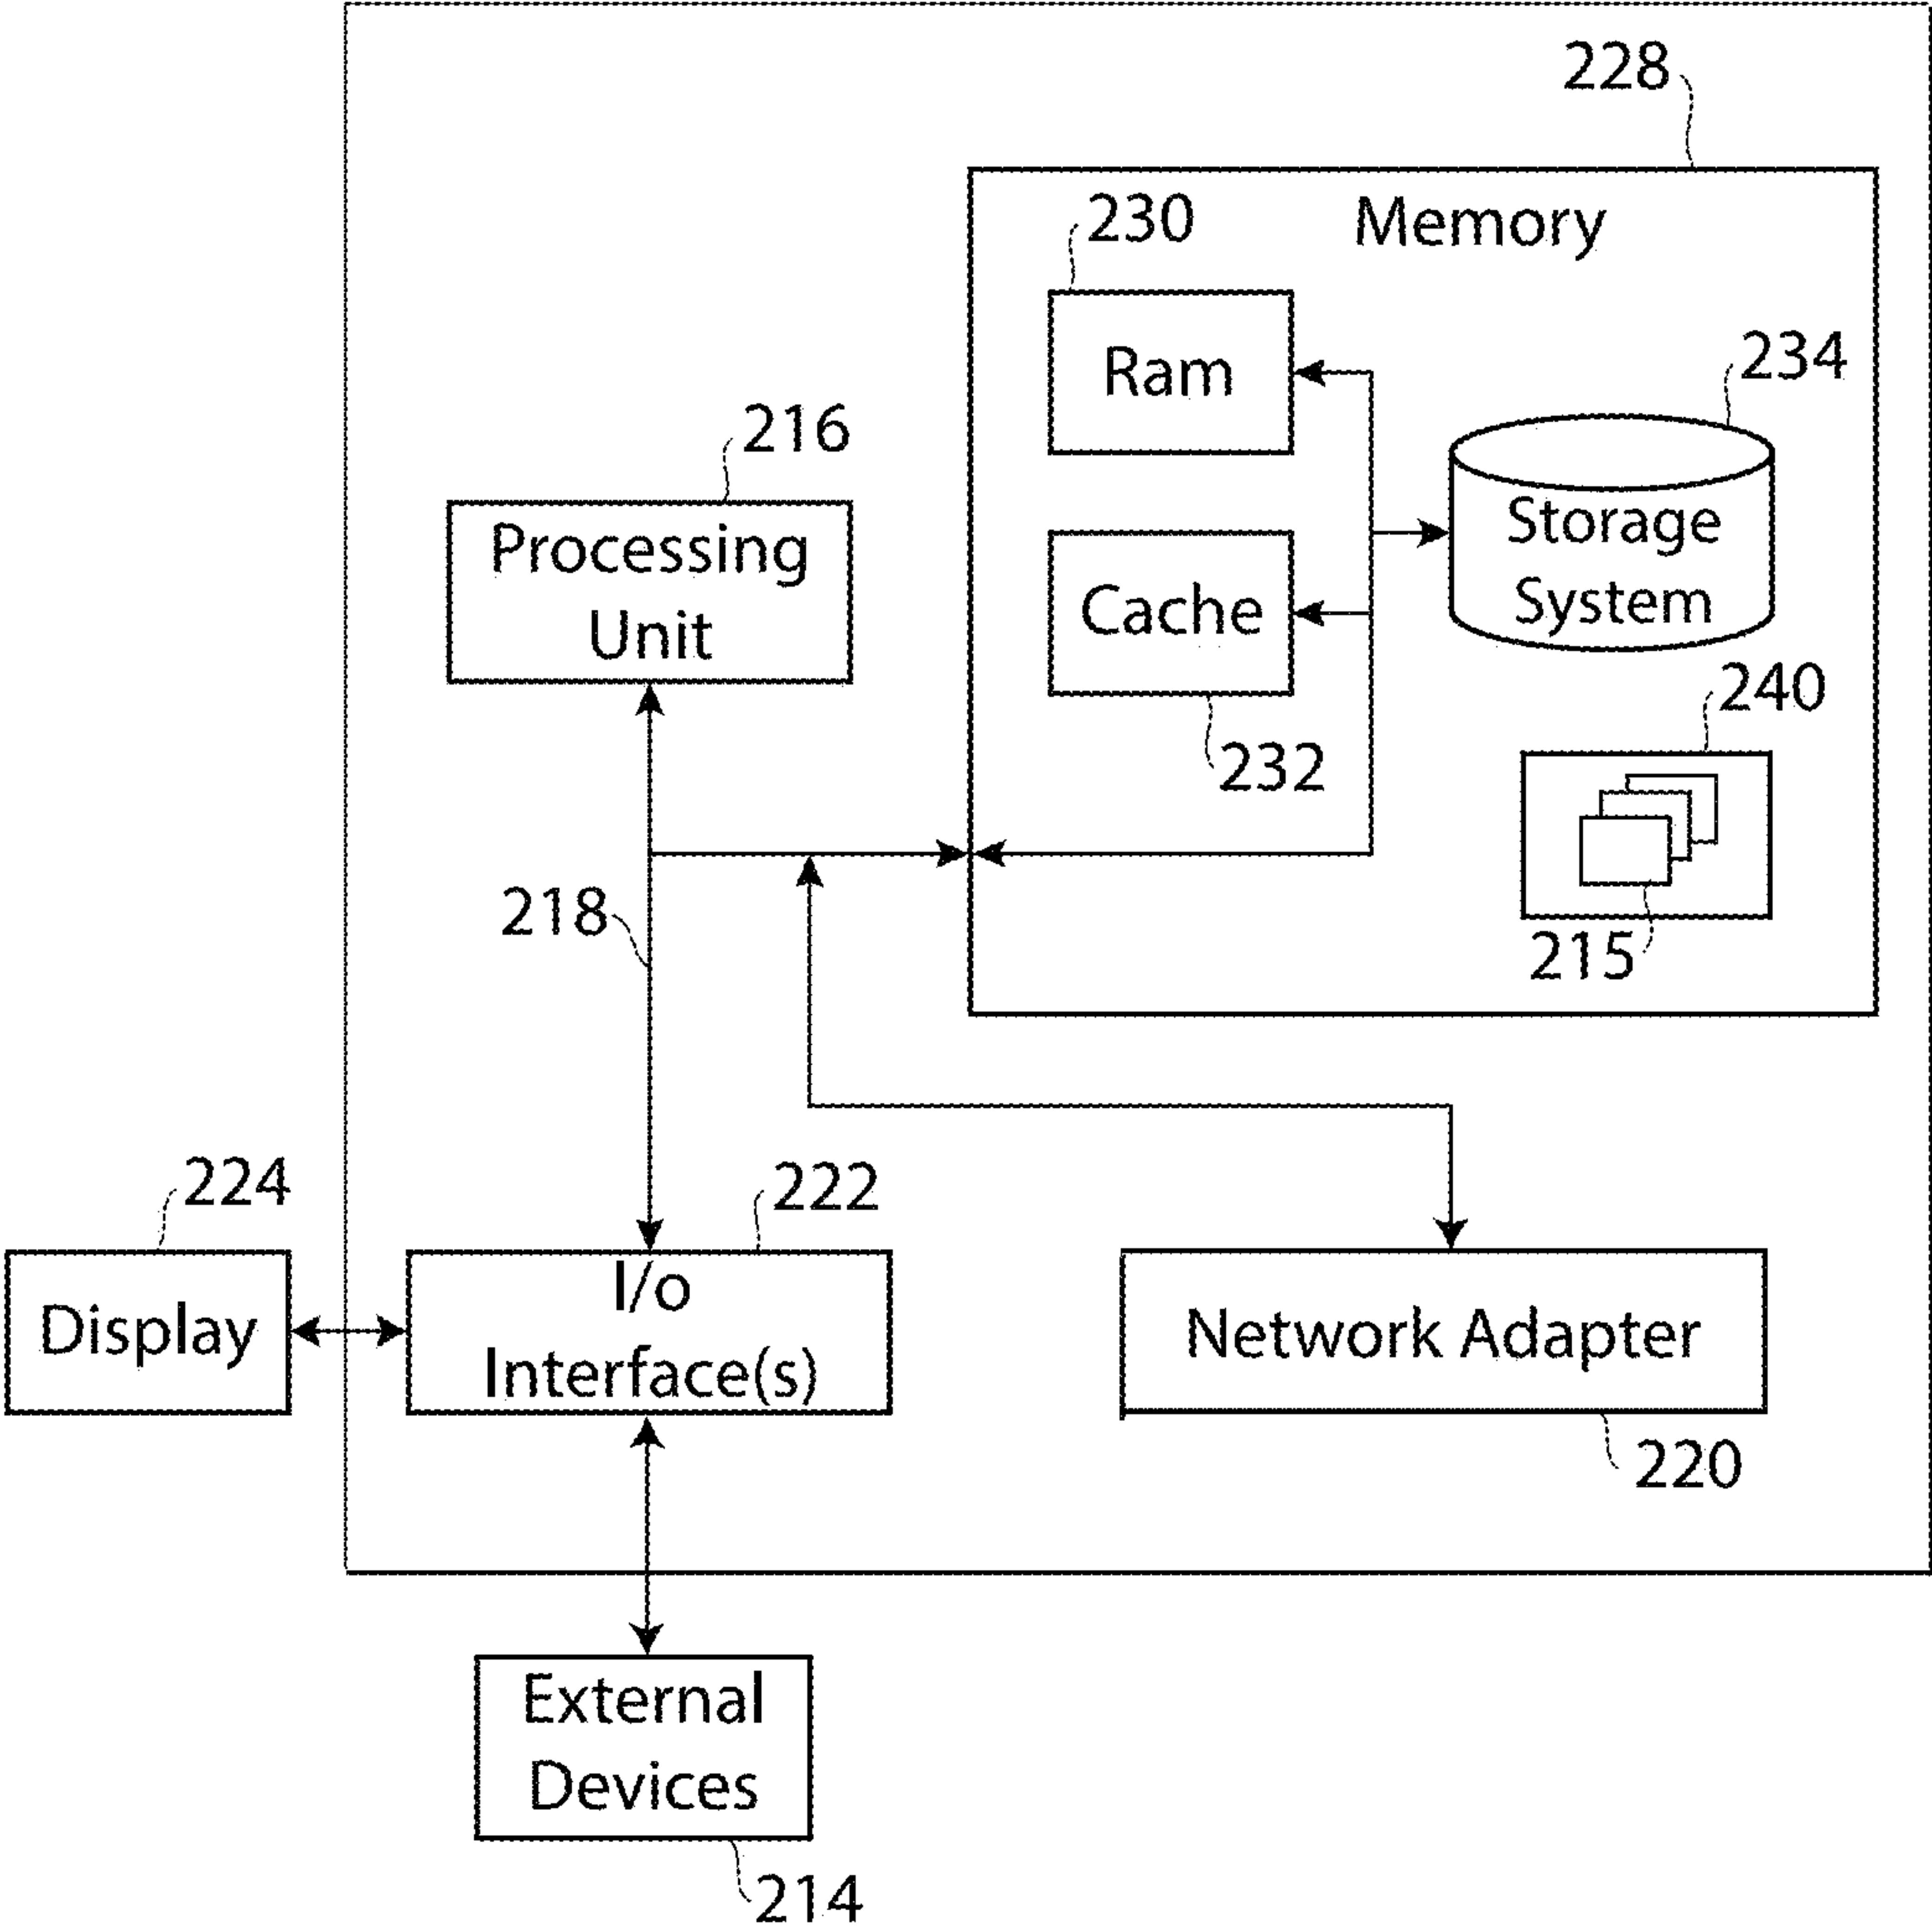 228
230
Memory
Ram
234
216
Storage
System
Processing
Unit
Cache
240
232
218
215
224
222
I/o
Interface(s)
Display
Network Adapter
220
External
Devices
214